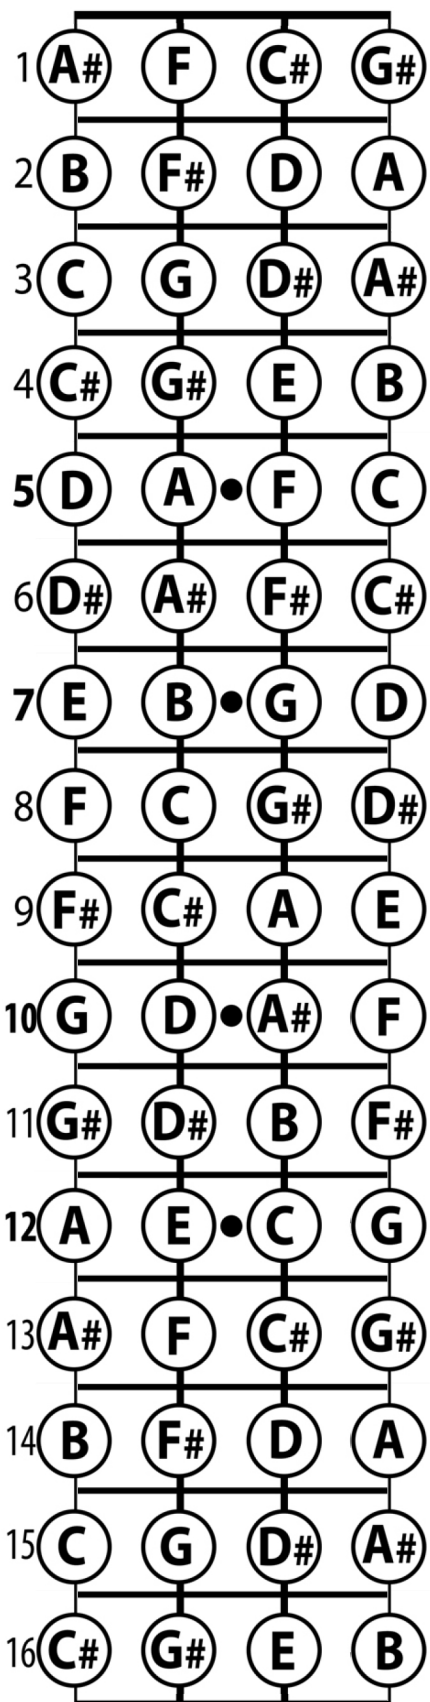 1 A# F C# G#
2 B F# D A
3 C G D# A#
4 C# G# E B
5 D A F C
6 D# A# F# C#
7 E B G D
8 F C G# D#
9 F# C# A E
10 G D A# F
11 G# D# B F#
12 A E C G
13 A# F C# G#
14 B F# D A
15 C G D# A#
16 C# G# E B